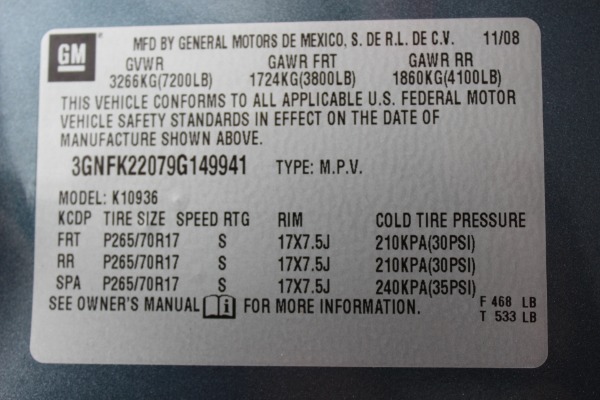 GM
MFD BY GENERAL MOTORS DE MEXICO, S. DE R.L. DE C.V. 11/08
GVWR GAWR FRT GAWR RR
3266KG(7200LB) 1724KG(3800LB) 1860KG(4100LB)
THIS VEHICLE CONFORMS TO ALL APPLICABLE U.S. FEDERAL MOTOR
VEHICLE SAFETY STANDARDS IN EFFECT ON THE DATE OF
MANUFACTURE SHOWN ABOVE.
3GNFK22079G149941 TYPE: M.P.V.
MODEL: K10936
KCDP TIRE SIZE SPEED RTG RIM COLD TIRE PRESSURE
FRT P265/70R17 S 17X7.5J 210KPA(30PSI)
RR P265/70R17 S 17X7.5J 210KPA(30PSI)
SPA P265/70R17 S 17X7.5J 240KPA(35PSI)
SEE OWNER'S MANUAL i FOR MORE INFORMATION.
F 468 LB
T 533 LB